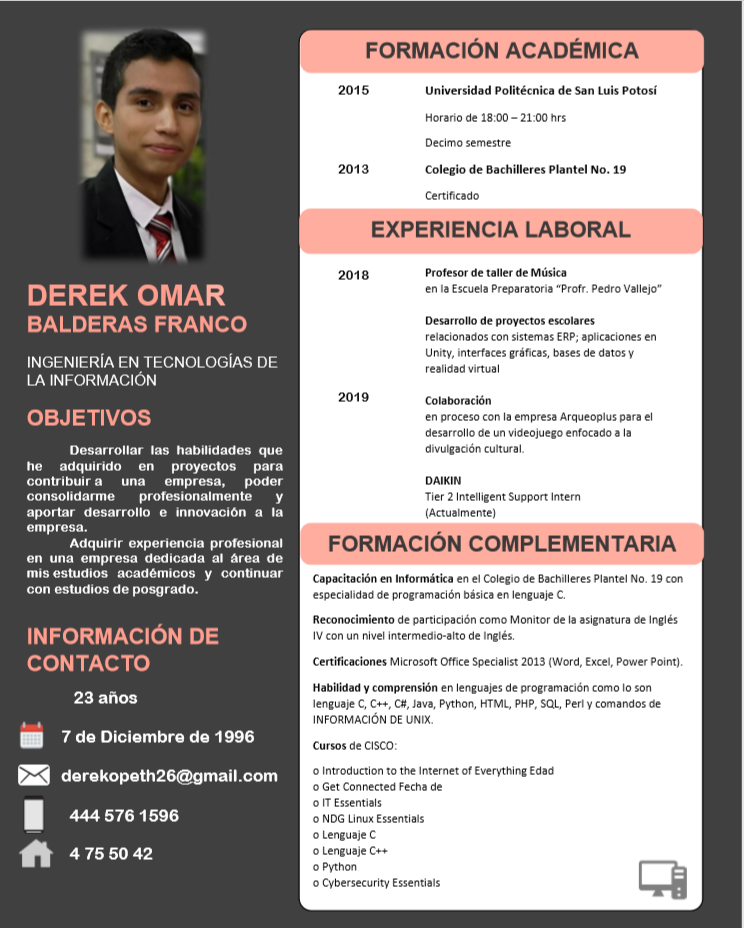 DEREK OMAR
BALDERAS FRANCO
INGENIERÍA EN TECNOLOGÍAS DE
LA INFORMACIÓN
OBJETIVOS
Desarrollar las habilidades que
he adquirido en proyectos para
contribuir a una empresa, poder
consolidarme profesionalmente y
aportar desarrollo e innovación a la
empresa.
Adquirir experiencia profesional
en una empresa dedicada al área de
mis estudios académicos y continuar
con estudios de posgrado.
INFORMACIÓN DE
CONTACTO
23 años
7 de Diciembre de 1996
derekopeth26@gmail.com
444 576 1596
4 75 50 42
FORMACIÓN ACADÉMICA
2015 Universidad Politécnica de San Luis Potosí
Horario de 18:00 – 21:00 hrs
Decimo semestre
2013 Colegio de Bachilleres Plantel No. 19
Certificado
EXPERIENCIA LABORAL
2018 Profesor de taller de Música
en la Escuela Preparatoria “Profr. Pedro Vallejo”
Desarrollo de proyectos escolares
relacionados con sistemas ERP; aplicaciones en
Unity, interfaces gráficas, bases de datos y
realidad virtual
2019 Colaboración
en proceso con la empresa Arqueoplus para el
desarrollo de un videojuego enfocado a la
divulgación cultural.
DAIKIN
Tier 2 Intelligent Support Intern
(Actualmente)
FORMACIÓN COMPLEMENTARIA
Capacitación en Informática en el Colegio de Bachilleres Plantel No. 19 con
especialidad de programación básica en lenguaje C.
Reconocimiento de participación como Monitor de la asignatura de Inglés
IV con un nivel intermedio-alto de Inglés.
Certificaciones Microsoft Office Specialist 2013 (Word, Excel, Power Point).
Habilidad y comprensión en lenguajes de programación como lo son
lenguaje C, C++, C#, Java, Python, HTML, PHP, SQL, Perl y comandos de
INFORMACIÓN DE UNIX.
Cursos de CISCO:
o Introduction to the Internet of Everything Edad
o Get Connected Fecha de
o IT Essentials
o NDG Linux Essentials
o Lenguaje C
o Lenguaje C++
o Python
o Cybersecurity Essentials